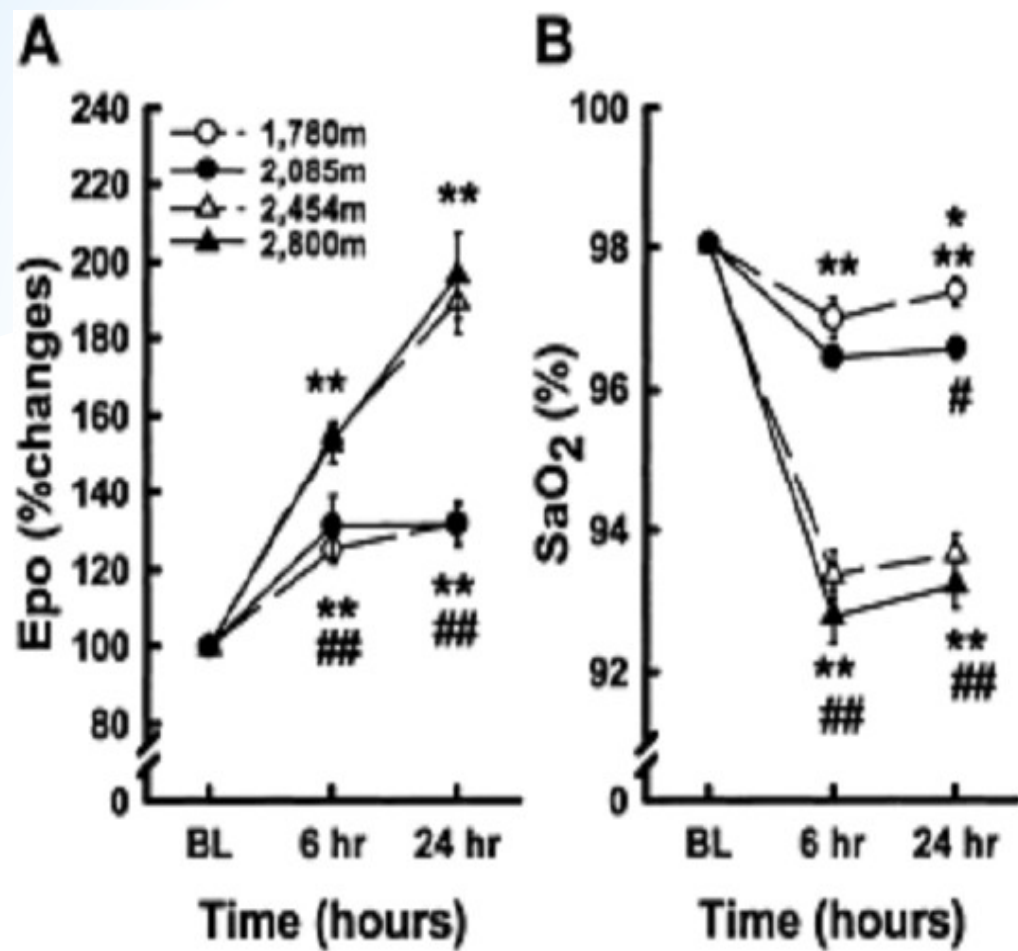 A
240
220
200
180
160
140
120
100
80
0
Epo (%changes)
1,780m
2,085m
2,454m
2,800m
**
**
**
##
**
##
BL
6 hr
24 hr
Time (hours)
B
100
98
96
94
92
0
SaO2 (%)
**
*
**
#
**
##
**
##
BL
6 hr
24 hr
Time (hours)